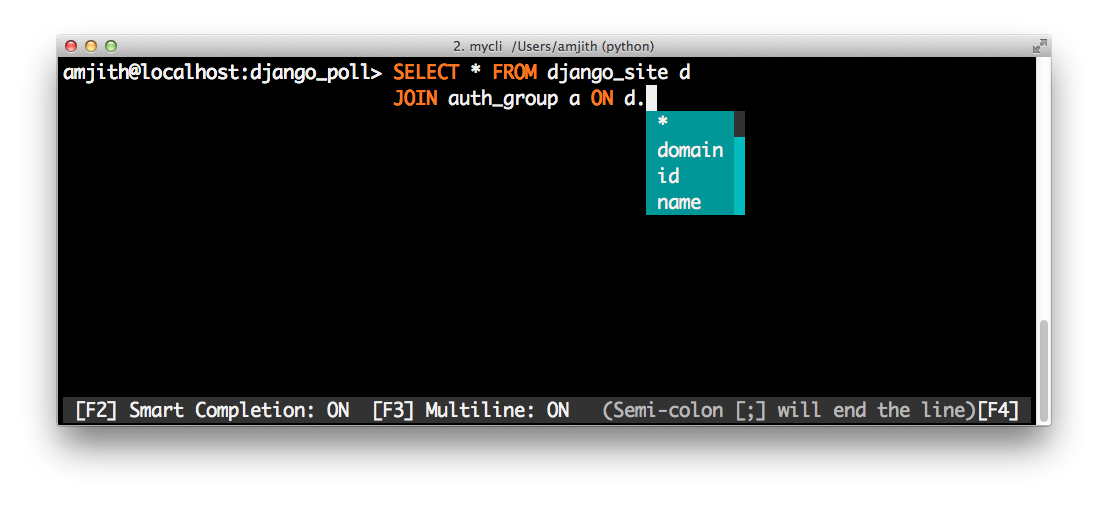 2. mycli /Users/amjith (python)
amjith@localhost:django_poll> SELECT * FROM django_site d
JOIN auth_group a ON d.
*
domain
id
name
[F2] Smart Completion: ON [F3] Multiline: ON (Semi-colon [;] will end the line)[F4]